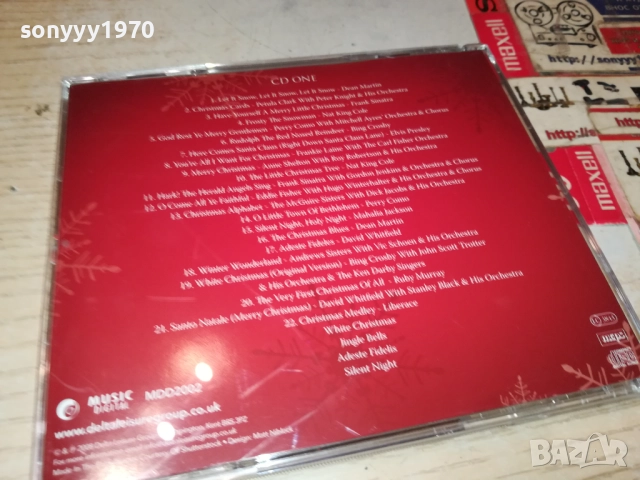 sonyyy1970
CD ONE
1. Let It Snow, Let It Snow, Let It Snow - Dean Martin
2. Christmas Cards - Petula Clark With Peter Knight & His Orchestra
3. Have Yourself A Merry Little Christmas - Frank Sinatra
4. Frosty The Snowman - Nat King Cole
5. God Rest Ye Merry Gentlemen - Perry Como With Mitchell Ayres' Orchestra & Chorus
6. Rudolph The Red Nosed Reindeer - Bing Crosby
7. Here Comes Santa Claus (Right Down Santa Claus Lane) - Elvis Presley
8. You're All I Want For Christmas - Frankie Laine With The Carl Fisher Orchestra
9. Merry Christmas - Anne Shelton With Roy Robertson & His Orchestra
10. The Little Christmas Tree - Nat King Cole
11. Hark! The Herald Angels Sing - Frank Sinatra With Gordon Jenkins & Orchestra & Chorus
12. O Come All Ye Faithful - Eddie Fisher With Hugo Winterhalter & His Orchestra & Chorus
13. Christmas Alphabet - The McGuire Sisters With Dick Jacobs & His Orchestra
14. O Little Town Of Bethlehem - Perry Como
15. Silent Night, Holy Night - Mahalia Jackson
16. The Christmas Blues - Dean Martin
17. Adeste Fideles - David Whitfield
18. Winter Wonderland - Andrews Sisters With Vic Schoen & His Orchestra
19. White Christmas (Original Version) - Bing Crosby With John Scott Trotter
& His Orchestra & The Ken Darby Singers
20. The Very First Christmas Of All - Ruby Murray
21. Santo Natale (Merry Christmas) - David Whitfield With Stanley Black & His Orchestra
22. Christmas Medley - Liberace
White Christmas
Jingle Bells
Adeste Fidelis
Silent Night
MUSIC
DIGITAL
MDD2002
www.deltaleisuregroup.co.uk
Design: Matt Nibbick
maxell
maxell
maxell
http://sonyyy
http://
BAZAR